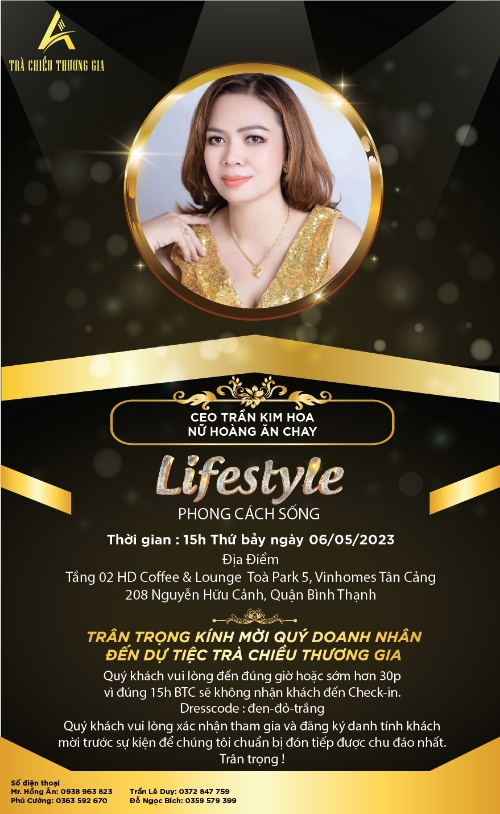 TRÀ CHIỀU THƯƠNG GIA
CEO TRẦN KIM HOA
NỮ HOÀNG ĂN CHAY
Lifestyle
PHONG CÁCH SỐNG
Thời gian : 15h Thứ bảy ngày 06/05/2023
Địa Điểm
Tầng 02 HD Coffee & Lounge Toà Park 5, Vinhomes Tân Cảng
208 Nguyễn Hữu Cảnh, Quận Bình Thạnh
TRÂN TRỌNG KÍNH MỜI QUÝ DOANH NHÂN
ĐẾN DỰ TIỆC TRÀ CHIỀU THƯƠNG GIA
Quý khách vui lòng đến đúng giờ hoặc sớm hơn 30p
vì đúng 15h BTC sẽ không nhận khách đến Check-in.
Dresscode : đen-đỏ-trắng
Quý khách vui lòng xác nhận tham gia và đăng ký danh tính khách
mời trước sự kiện để chúng tôi chuẩn bị đón tiếp được chu đáo nhất.
Trân trọng !
Số điện thoại
Mr. Hồng Ân: 0938 963 823 Trần Lê Duy: 0372 847 759
Phú Cường: 0363 592 670 Đỗ Ngọc Bích: 0359 579 399